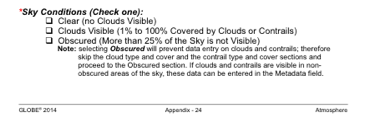 *Sky Conditions (Check one):
❑ Clear (no Clouds Visible)
❑ Clouds Visible (1% to 100% Covered by Clouds or Contrails)
❑ Obscured (More than 25% of the Sky is not Visible)
Note: selecting Obscured will prevent data entry on clouds and contrails; therefore
skip the cloud type and cover and the contrail type and cover sections and
proceed to the Obscured section. If clouds and contrails are visible in non-
obscured areas of the sky, these data can be entered in the Metadata field.
GLOBE® 2014 Appendix - 24 Atmosphere